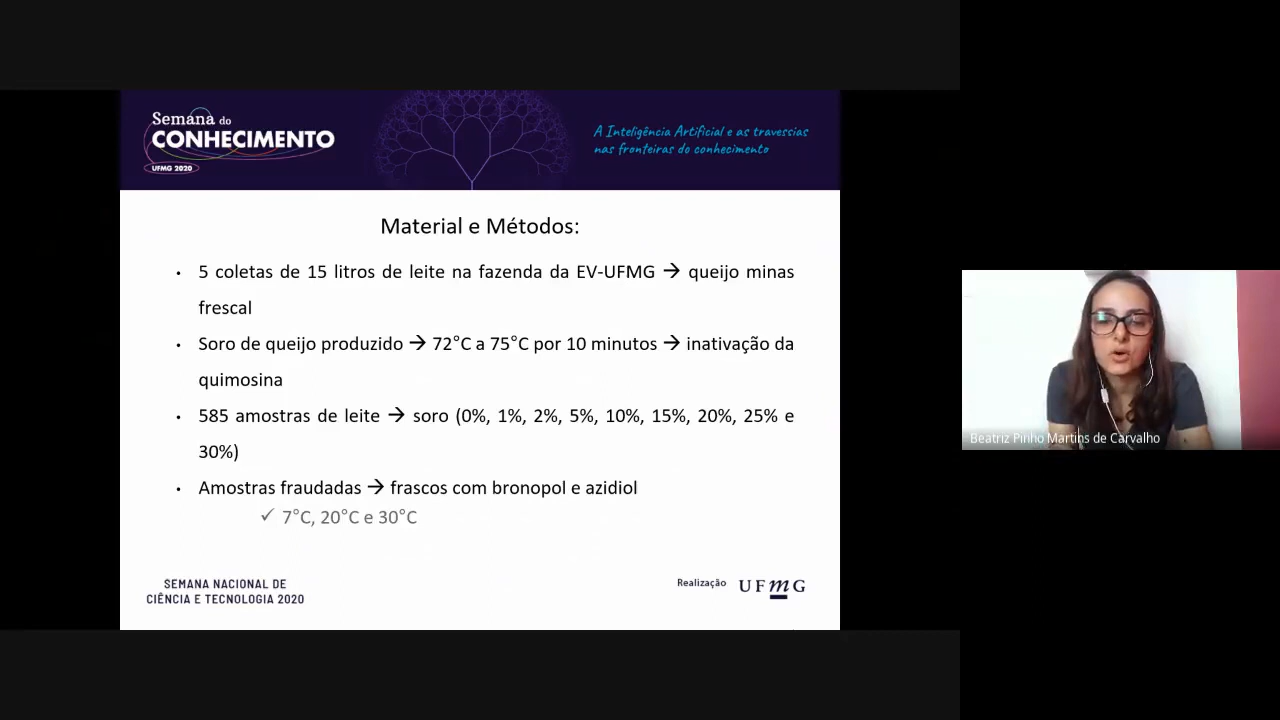 Semana do
CONHECIMENTO
UFMG 2020
A Inteligência Artificial e as travessias
nas fronteiras do conhecimento
Material e Métodos:
• 5 coletas de 15 litros de leite na fazenda da EV-UFMG → queijo minas
frescal
• Soro de queijo produzido → 72°C a 75°C por 10 minutos → inativação da
quimosina
• 585 amostras de leite → soro (0%, 1%, 2%, 5%, 10%, 15%, 20%, 25% e
30%)
• Amostras fraudadas → frascos com bronopol e azidiol
✓ 7°C, 20°C e 30°C
SEMANA NACIONAL DE
CIÊNCIA E TECNOLOGIA 2020
Realização
UFMG
Beatriz Pinho Martins de Carvalho